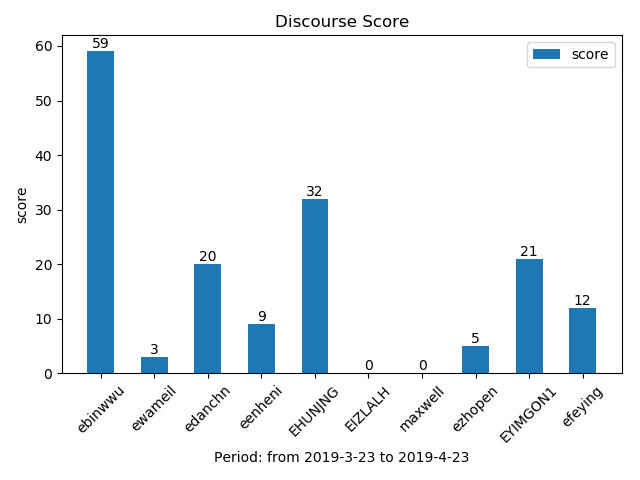 Discourse Score
score
60
50
40
30
20
10
0
score
59
3
20
9
32
0
0
5
21
12
ebinwwu
ewameil
edanchn
eenheni
EHUNJNG
EIZLALH
maxwell
ezhopen
EYIMGON1
efeying
Period: from 2019-3-23 to 2019-4-23